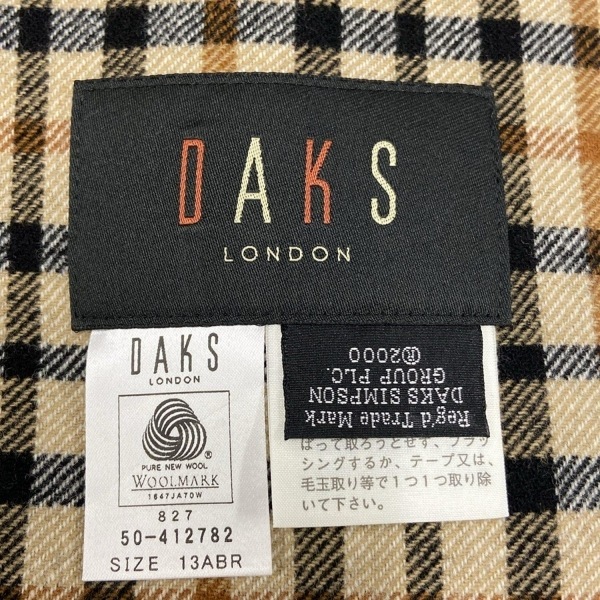 DAKS
LONDON
DAKS
LONDON
®
PURE NEW WOOL
WOOLMARK
1647JA70W
827
50-412782
SIZE 13ABR
Reg'd Trade Mark
DAKS SIMPSON
GROUP PLC.
®2000
ばって取ろうとせず、ブラッ
シングするか、テープ又は、
毛玉取り等で1つ1つ取り除
いて下さい。